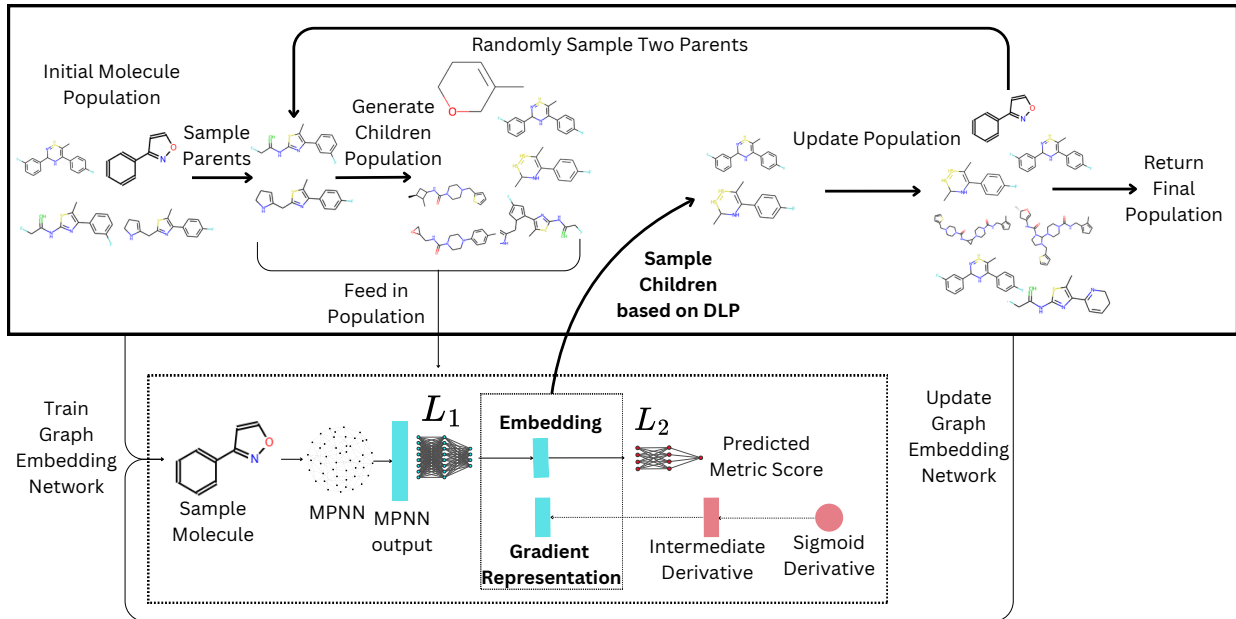 Randomly Sample Two Parents
Initial Molecule
Population
Sample
Parents
Generate
Children
Population
Update Population
Return
Final
Population
Sample
Children
based on DLP
Feed in
Population
Train
Graph
Embedding
Network
Update
Graph
Embedding
Network
L1
Embedding
L2
Predicted
Metric Score
Sample
Molecule
MPNN
MPNN
output
Gradient
Representation
Intermediate
Derivative
Sigmoid
Derivative